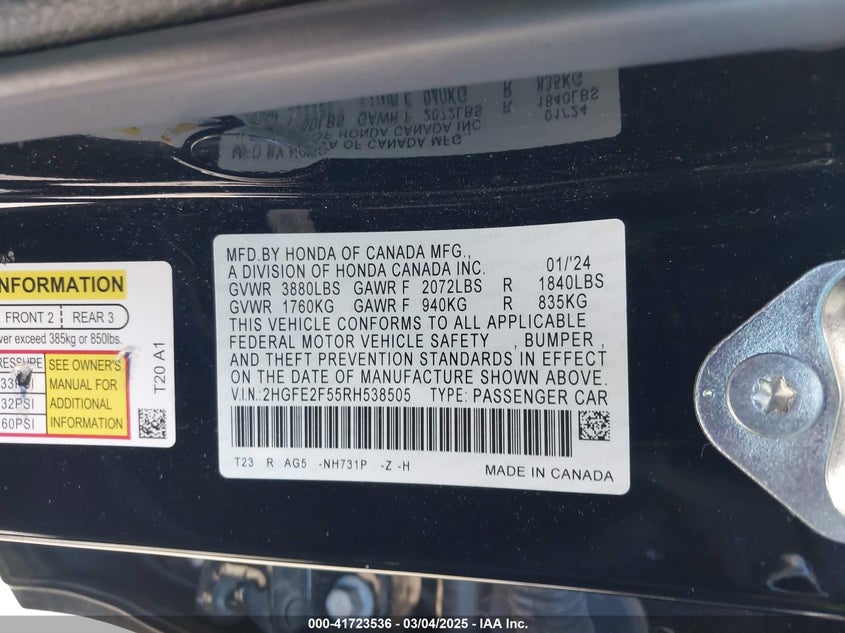 MFD.BY HONDA OF CANADA MFG.,
A DIVISION OF HONDA CANADA INC. 01/'24
GVWR 3880LBS GAWR F 2072LBS R 1840LBS
GVWR 1760KG GAWR F 940KG R 835KG
THIS VEHICLE CONFORMS TO ALL APPLICABLE
FEDERAL MOTOR VEHICLE SAFETY , BUMPER ,
AND THEFT PREVENTION STANDARDS IN EFFECT
ON THE DATE OF MANUFACTURE SHOWN ABOVE.
V.I.N.:2HGFE2F55RH538505 TYPE: PASSENGER CAR
T23 R AG5 -NH731P -Z -H
MADE IN CANADA
INFORMATION
FRONT 2 REAR 3
exceed 385kg or 850lbs.
SEE OWNER'S
MANUAL FOR
ADDITIONAL
INFORMATION
32PSI
60PSI
T20 A1
000-41723536 - 03/04/2025 - IAA Inc.